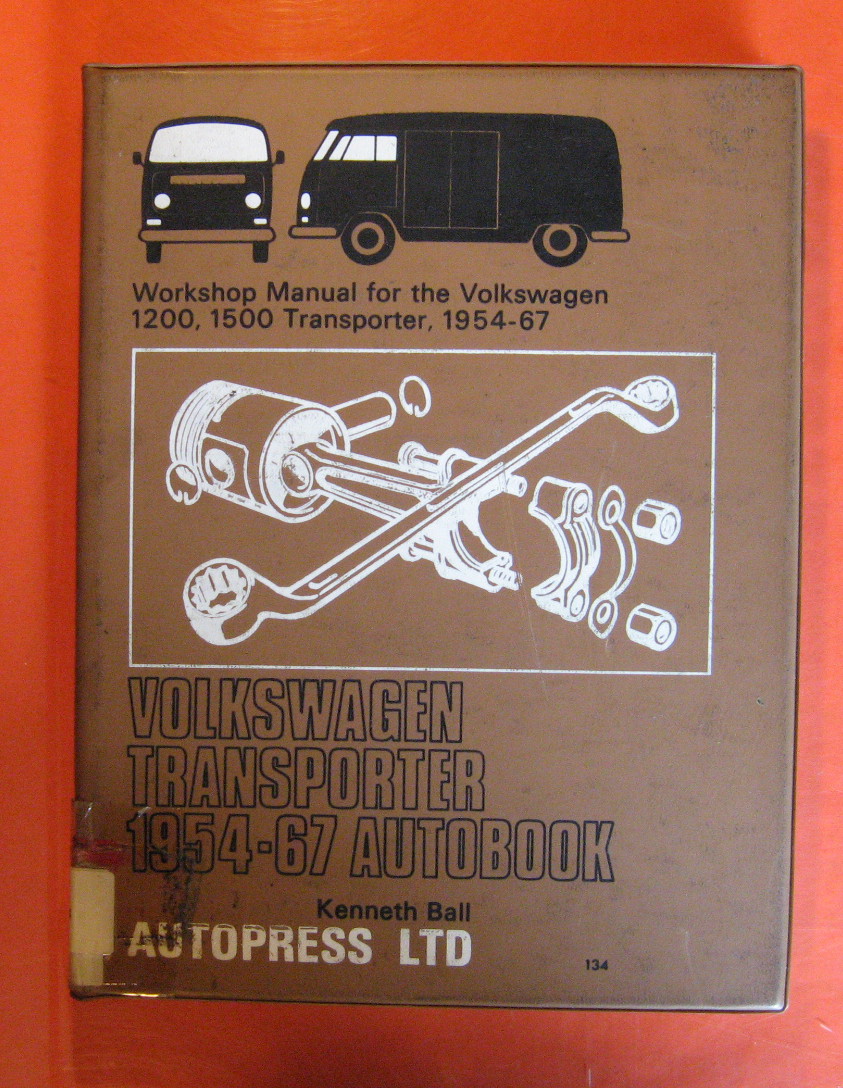 Workshop Manual for the Volkswagen
1200, 1500 Transporter, 1954-67
VOLKSWAGEN
TRANSPORTER
1954-67 AUTOBOOK
Kenneth Ball
AUTOPRESS LTD
134